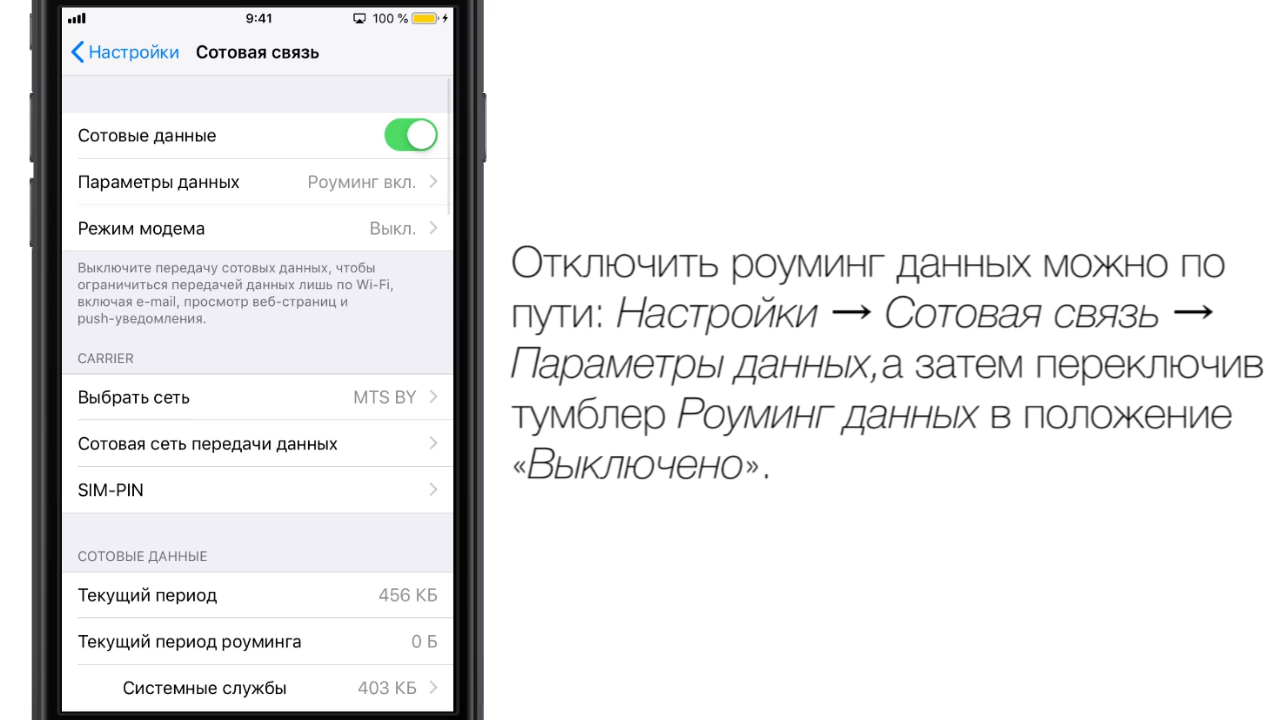 9:41
100 %
Настройки
Сотовая связь
Сотовые данные
Параметры данных
Роуминг вкл.
Режим модема
Выкл.
Выключите передачу сотовых данных, чтобы
ограничиться передачей данных лишь по Wi-Fi,
включая e-mail, просмотр веб-страниц и
push-уведомления.
CARRIER
Выбрать сеть
MTS BY
Сотовая сеть передачи данных
SIM-PIN
СОТОВЫЕ ДАННЫЕ
Текущий период
456 КБ
Текущий период роуминга
0 Б
Системные службы
403 КБ
Отключить роуминг данных можно по
пути: Настройки → Сотовая связь →
Параметры данных, а затем переключив
тумблер Роуминг данных в положение
«Выключено».